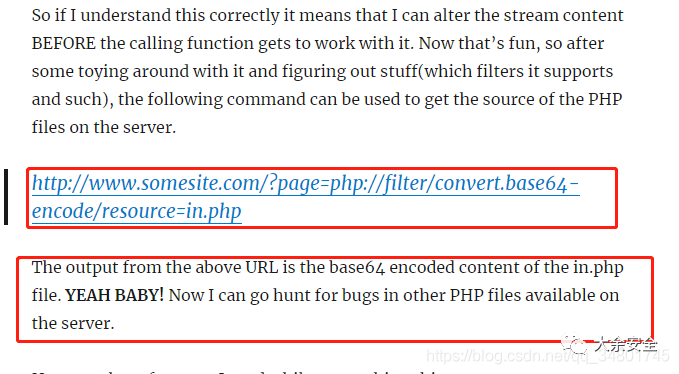 So if I understand this correctly it means that I can alter the stream content
BEFORE the calling function gets to work with it. Now that’s fun, so after
some toying around with it and figuring out stuff(which filters it supports
and such), the following command can be used to get the source of the PHP
files on the server.
http://www.somesite.com/?page=php://filter/convert.base64-
encode/resource=in.php
The output from the above URL is the base64 encoded content of the in.php
file. YEAH BABY! Now I can go hunt for bugs in other PHP files available on
the server.
大余安全
https://blog.csdn.net/qq_34801745